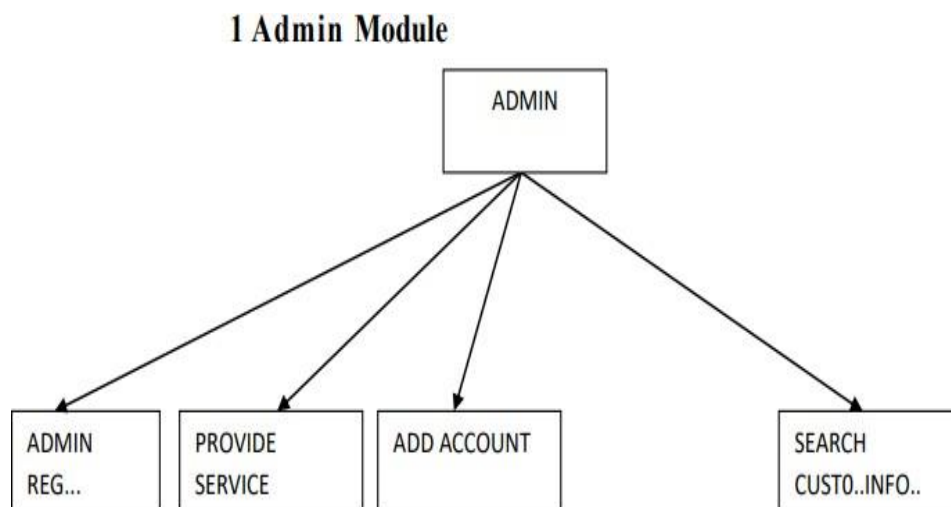 1 Admin Module
ADMIN
ADMIN
REG...
PROVIDE
SERVICE
ADD ACCOUNT
SEARCH
CUST0..INFO..